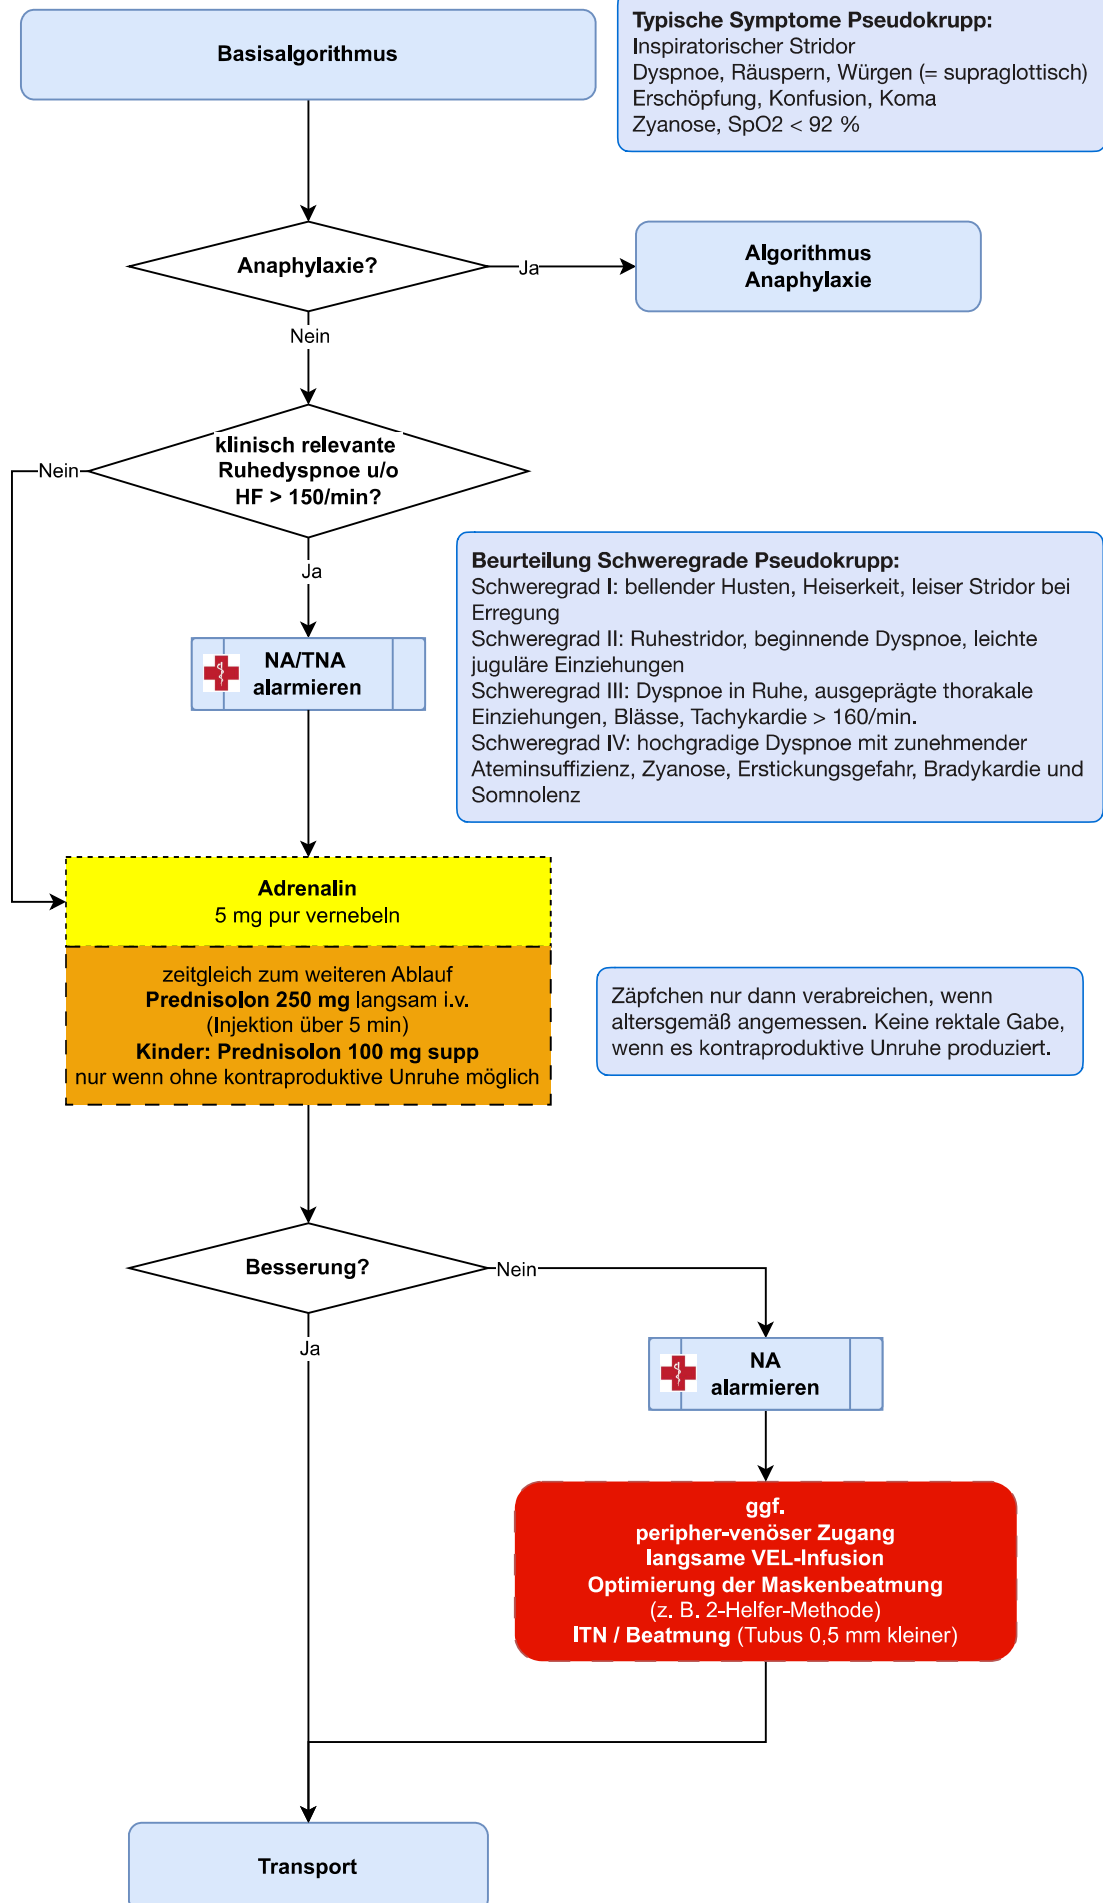 Basisalgorithmus
Typische Symptome Pseudokrupp:
Inspiratorischer Stridor
Dyspnoe, Räuspern, Würgen (= supraglottisch)
Erschöpfung, Konfusion, Koma
Zyanose, SpO2 < 92 %
Anaphylaxie?
Ja
Algorithmus
Anaphylaxie
Nein
klinisch relevante
Ruhedyspnoe u/o
HF > 150/min?
Nein
Ja
Beurteilung Schweregrade Pseudokrupp:
Schweregrad I: bellender Husten, Heiserkeit, leiser Stridor bei
Erregung
Schweregrad II: Ruhestridor, beginnende Dyspnoe, leichte
juguläre Einziehungen
Schweregrad III: Dyspnoe in Ruhe, ausgeprägte thorakale
Einziehungen, Blässe, Tachykardie > 160/min.
Schweregrad IV: hochgradige Dyspnoe mit zunehmender
Ateminsuffizienz, Zyanose, Erstickungsgefahr, Bradykardie und
Somnolenz
NA/TNA
alarmieren
Adrenalin
5 mg pur vernebeln
zeitgleich zum weiteren Ablauf
Prednisolon 250 mg langsam i.v.
(Injektion über 5 min)
Kinder: Prednisolon 100 mg supp
nur wenn ohne kontraproduktive Unruhe möglich
Zäpfchen nur dann verabreichen, wenn
altersgemäß angemessen. Keine rektale Gabe,
wenn es kontraproduktive Unruhe produziert.
Besserung?
Nein
Ja
NA
alarmieren
ggf.
peripher-venöser Zugang
langsame VEL-Infusion
Optimierung der Maskenbeatmung
(z. B. 2-Helfer-Methode)
ITN / Beatmung (Tubus 0,5 mm kleiner)
Transport